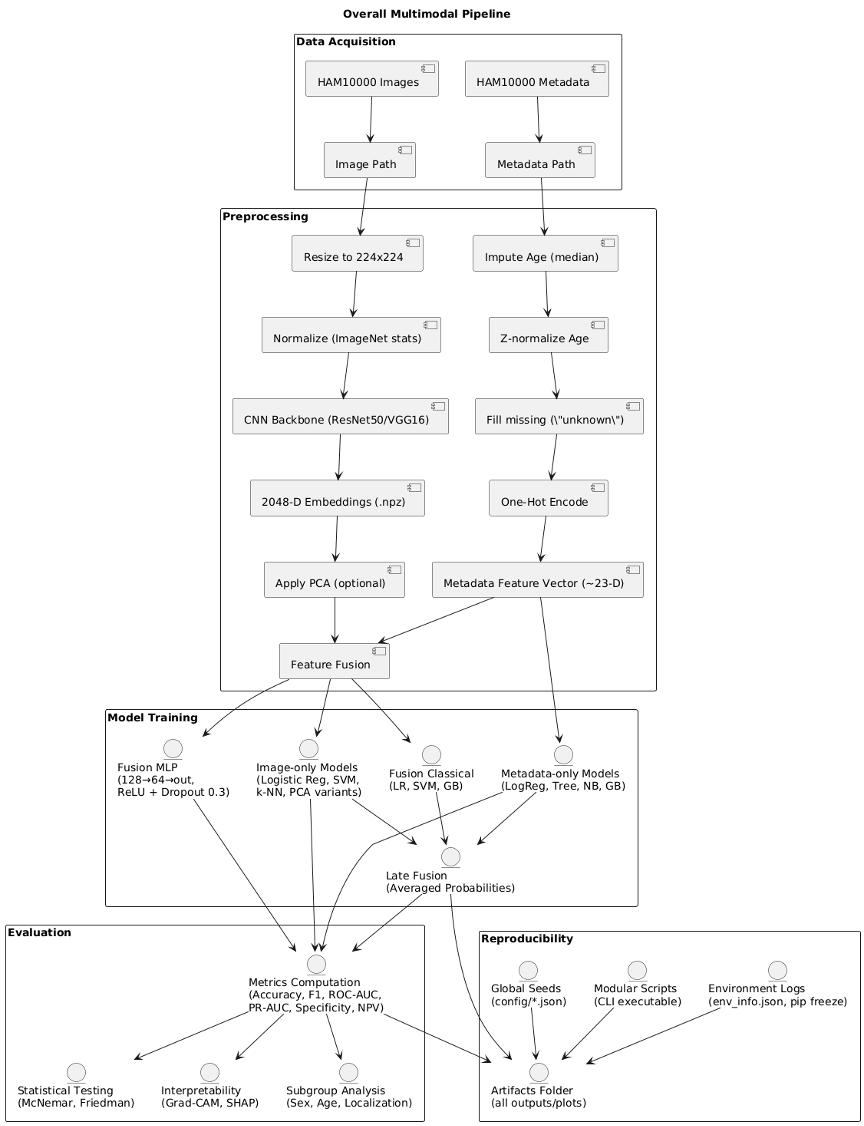 Overall Multimodal Pipeline
Data Acquisition
HAM10000 Images
HAM10000 Metadata
Image Path
Metadata Path
Preprocessing
Resize to 224x224
Impute Age (median)
Normalize (ImageNet stats)
Z-normalize Age
CNN Backbone (ResNet50/VGG16)
Fill missing (\"unknown\")
2048-D Embeddings (.npz)
One-Hot Encode
Apply PCA (optional)
Metadata Feature Vector (~23-D)
Feature Fusion
Model Training
Fusion MLP
(128→64→out,
ReLU + Dropout 0.3)
Image-only Models
(Logistic Reg, SVM,
k-NN, PCA variants)
Fusion Classical
(LR, SVM, GB)
Metadata-only Models
(LogReg, Tree, NB, GB)
Late Fusion
(Averaged Probabilities)
Evaluation
Metrics Computation
(Accuracy, F1, ROC-AUC,
PR-AUC, Specificity, NPV)
Statistical Testing
(McNemar, Friedman)
Interpretability
(Grad-CAM, SHAP)
Subgroup Analysis
(Sex, Age, Localization)
Reproducibility
Global Seeds
(config/*.json)
Modular Scripts
(CLI executable)
Environment Logs
(env_info.json, pip freeze)
Artifacts Folder
(all outputs/plots)